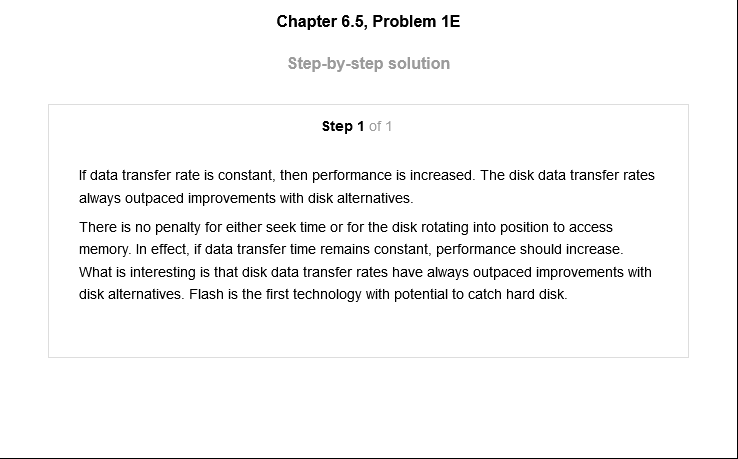 Chapter 6.5, Problem 1E
Step-by-step solution
Step 1 of 1
If data transfer rate is constant, then performance is increased. The disk data transfer rates
always outpaced improvements with disk alternatives.
There is no penalty for either seek time or for the disk rotating into position to access
memory. In effect, if data transfer time remains constant, performance should increase.
What is interesting is that disk data transfer rates have always outpaced improvements with
disk alternatives. Flash is the first technology with potential to catch hard disk.